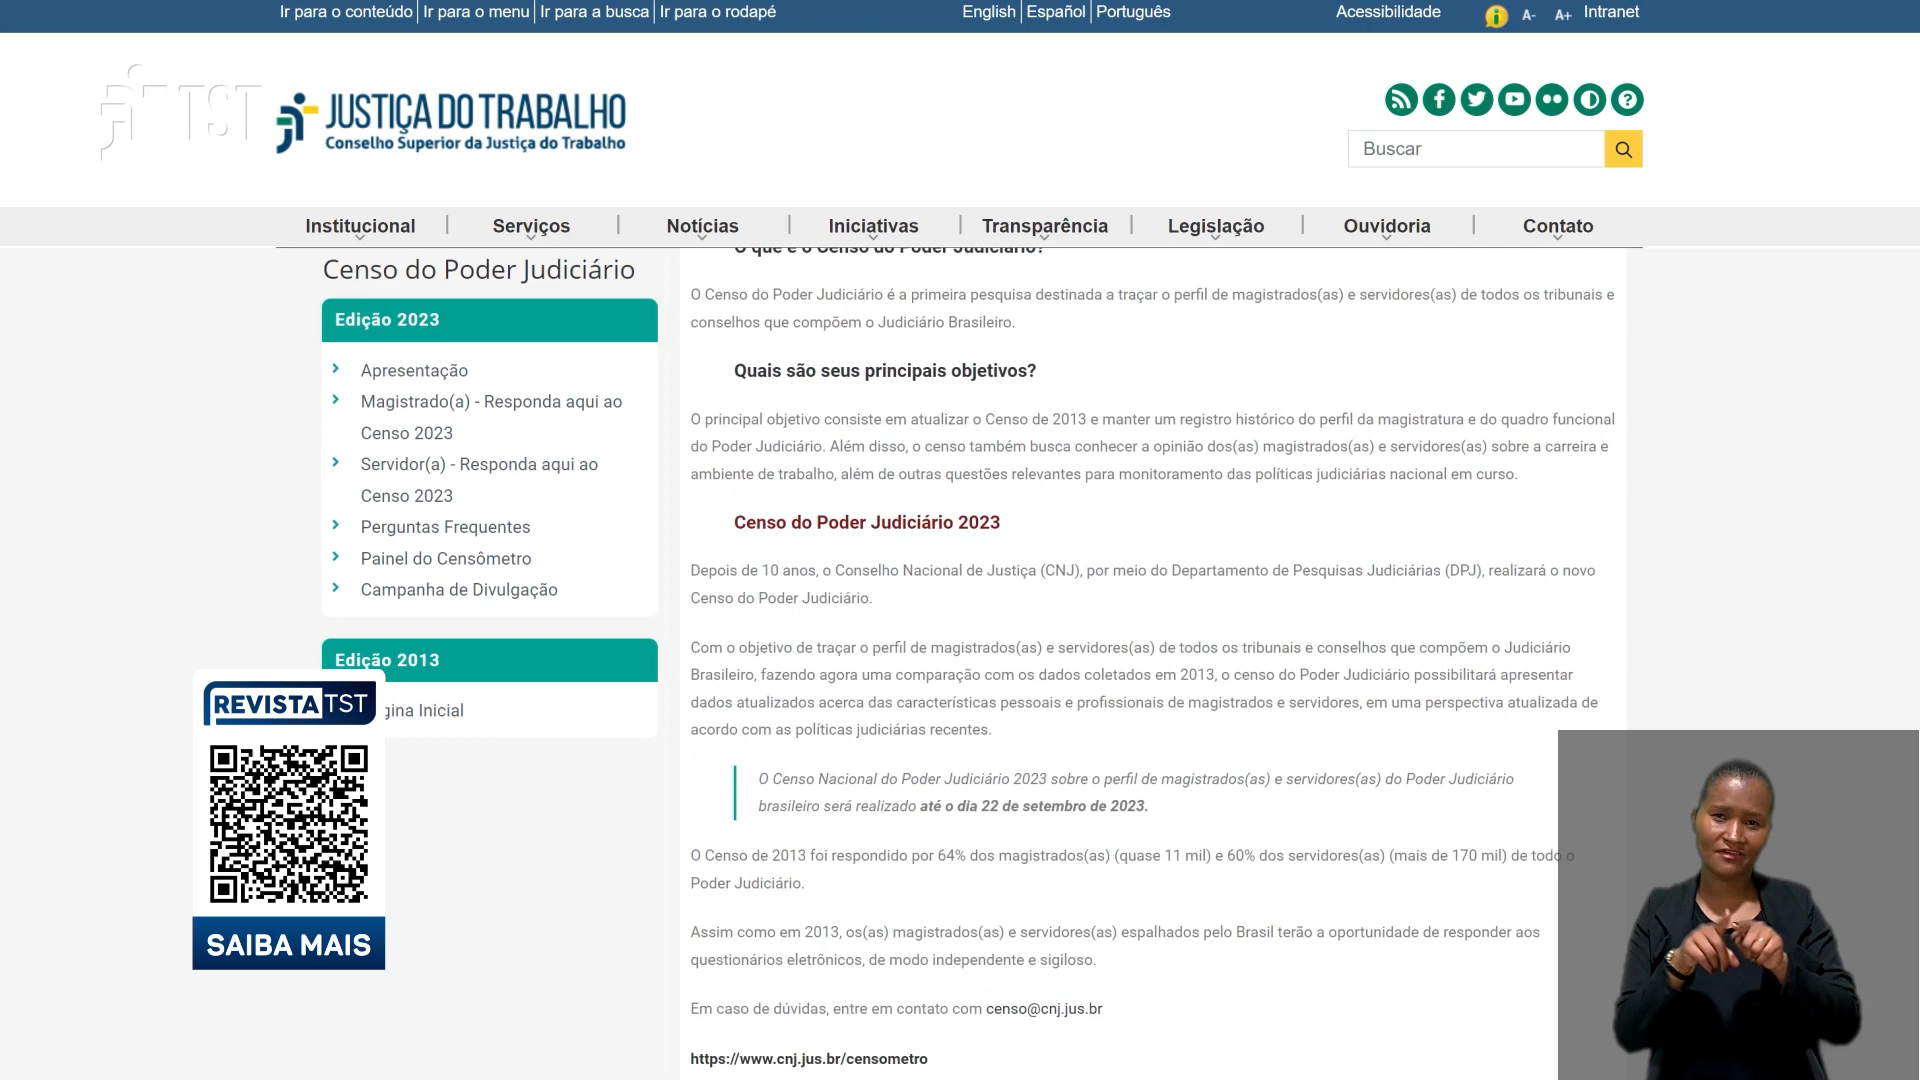 Ir para o conteúdo | Ir para o menu | Ir para a busca | Ir para o rodapé
English | Español | Português
Acessibilidade
A- A+ Intranet
TST
JUSTIÇA DO TRABALHO
Conselho Superior da Justiça do Trabalho
Buscar
Institucional | Serviços | Notícias | Iniciativas | Transparência | Legislação | Ouvidoria | Contato
Censo do Poder Judiciário
Edição 2023
Apresentação
Magistrado(a) - Responda aqui ao
Censo 2023
Servidor(a) - Responda aqui ao
Censo 2023
Perguntas Frequentes
Painel do Censômetro
Campanha de Divulgação
Edição 2013
gina Inicial
REVISTA TST
SAIBA MAIS
O que é o Censo do Poder Judiciário?
O Censo do Poder Judiciário é a primeira pesquisa destinada a traçar o perfil de magistrados(as) e servidores(as) de todos os tribunais e
conselhos que compõem o Judiciário Brasileiro.
Quais são seus principais objetivos?
O principal objetivo consiste em atualizar o Censo de 2013 e manter um registro histórico do perfil da magistratura e do quadro funcional
do Poder Judiciário. Além disso, o censo também busca conhecer a opinião dos(as) magistrados(as) e servidores(as) sobre a carreira e
ambiente de trabalho, além de outras questões relevantes para monitoramento das políticas judiciárias nacional em curso.
Censo do Poder Judiciário 2023
Depois de 10 anos, o Conselho Nacional de Justiça (CNJ), por meio do Departamento de Pesquisas Judiciárias (DPJ), realizará o novo
Censo do Poder Judiciário.
Com o objetivo de traçar o perfil de magistrados(as) e servidores(as) de todos os tribunais e conselhos que compõem o Judiciário
Brasileiro, fazendo agora uma comparação com os dados coletados em 2013, o censo do Poder Judiciário possibilitará apresentar
dados atualizados acerca das características pessoais e profissionais de magistrados e servidores, em uma perspectiva atualizada de
acordo com as políticas judiciárias recentes.
O Censo Nacional do Poder Judiciário 2023 sobre o perfil de magistrados(as) e servidores(as) do Poder Judiciário
brasileiro será realizado até o dia 22 de setembro de 2023.
O Censo de 2013 foi respondido por 64% dos magistrados(as) (quase 11 mil) e 60% dos servidores(as) (mais de 170 mil) de todo o
Poder Judiciário.
Assim como em 2013, os(as) magistrados(as) e servidores(as) espalhados pelo Brasil terão a oportunidade de responder aos
questionários eletrônicos, de modo independente e sigiloso.
Em caso de dúvidas, entre em contato com censo@cnj.jus.br
https://www.cnj.jus.br/censometro